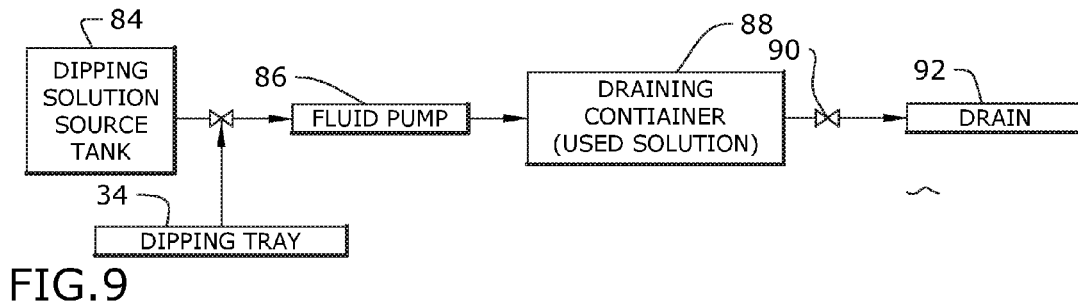 84
DIPPING
SOLUTION
SOURCE
TANK
86
FLUID PUMP
88
DRAINING
CONTIAINER
(USED SOLUTION)
90
92
DRAIN
34
DIPPING TRAY
FIG.9